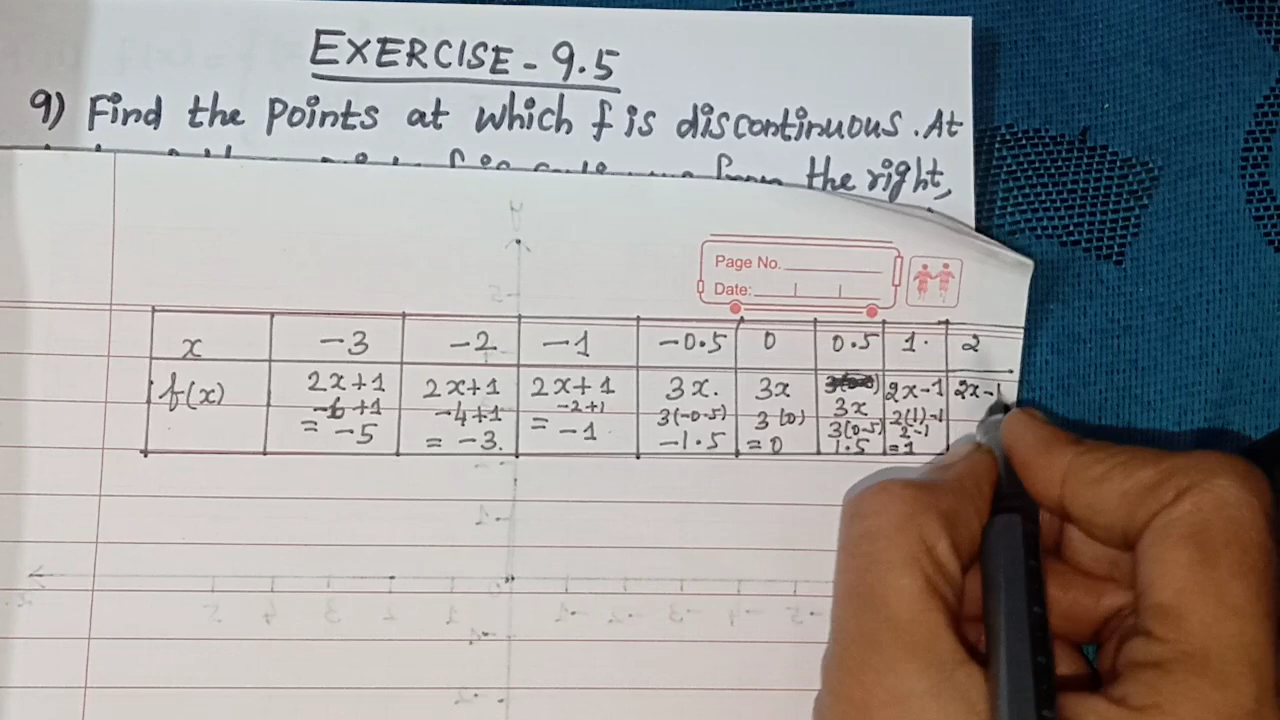 EXERCISE - 9.5
9) Find the points at which f is discontinuous. At
from the right,
Page No.
Date:
x -3 -2 -1 -0.5 0 0.5 1. 2
f(x) 2x+1 2x+1 2x+1 3x. 3x 2x-1 2x-1
-6+1 -4+1 -2+1 3(-0.5) 3(0) 3x 2(1)-1
= -5 = -3. = -1 -1.5 = 0 3(0.5) 2-1
1.5 = 1